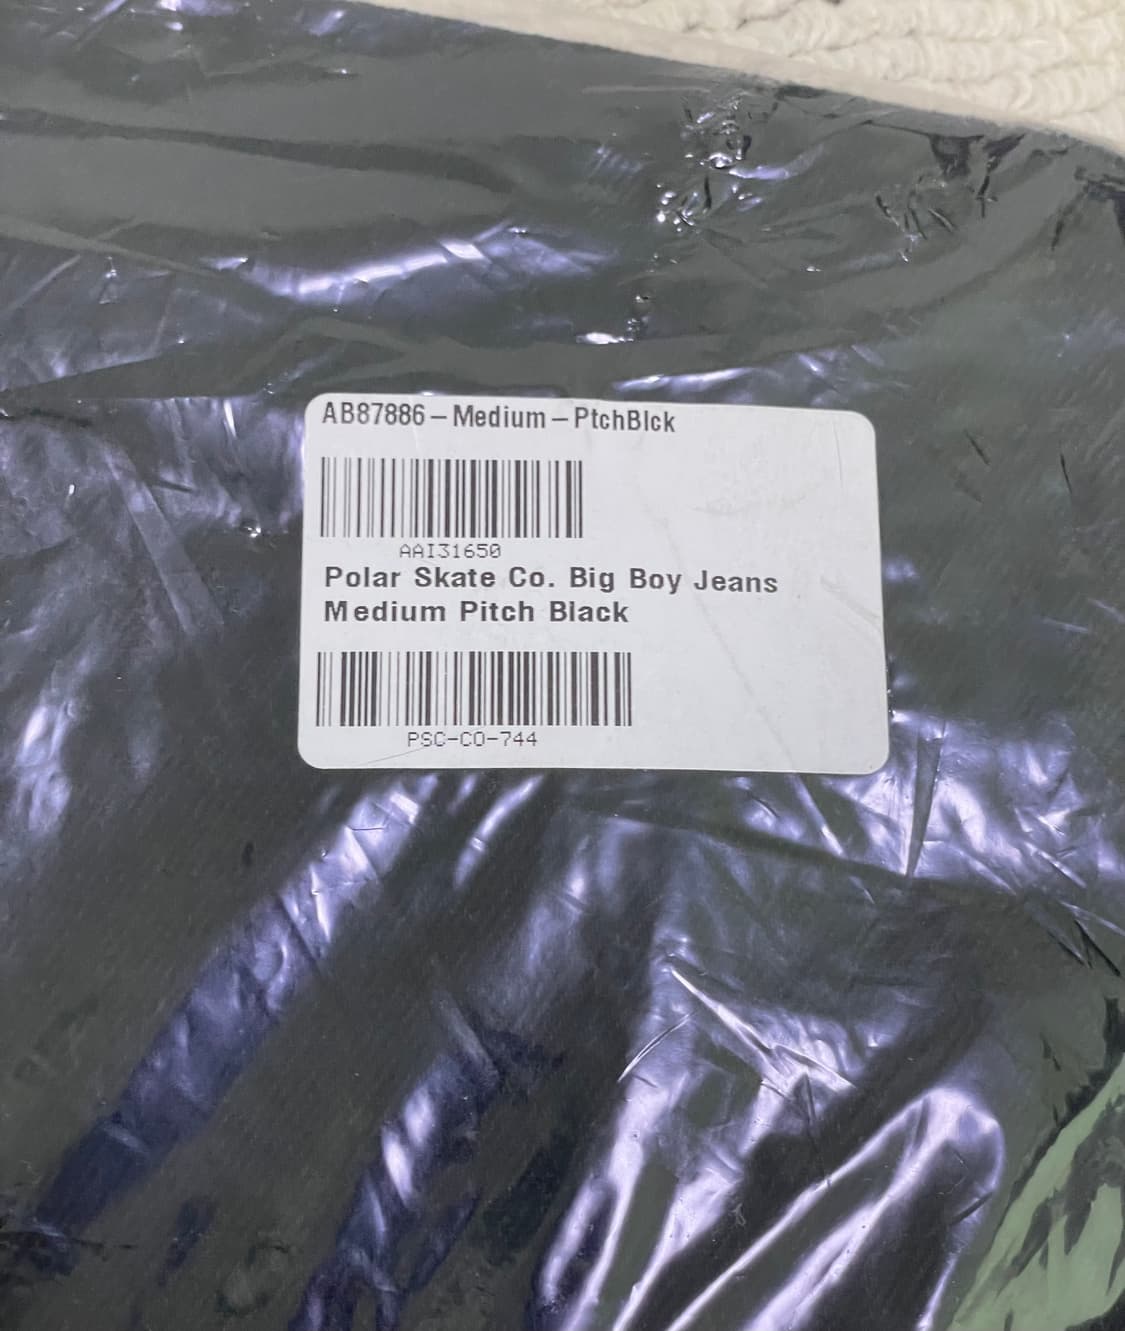 AB87886-Medium-PtchBlck
AAI31650
Polar Skate Co. Big Boy Jeans
Medium Pitch Black
PSC-CO-744